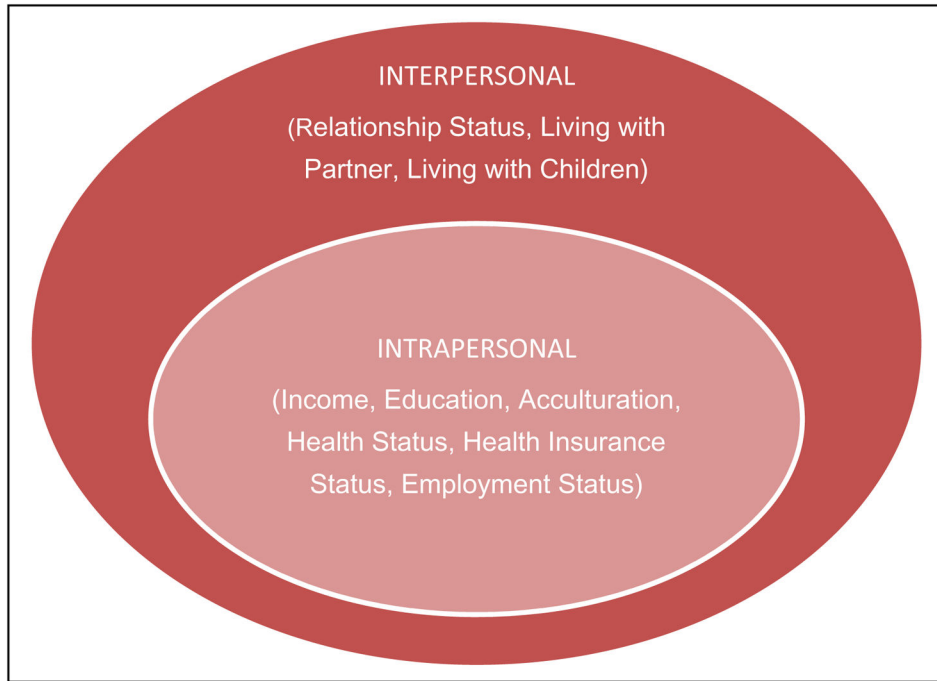 INTERPERSONAL
(Relationship Status, Living with
Partner, Living with Children)
INTRAPERSONAL
(Income, Education, Acculturation,
Health Status, Health Insurance
Status, Employment Status)